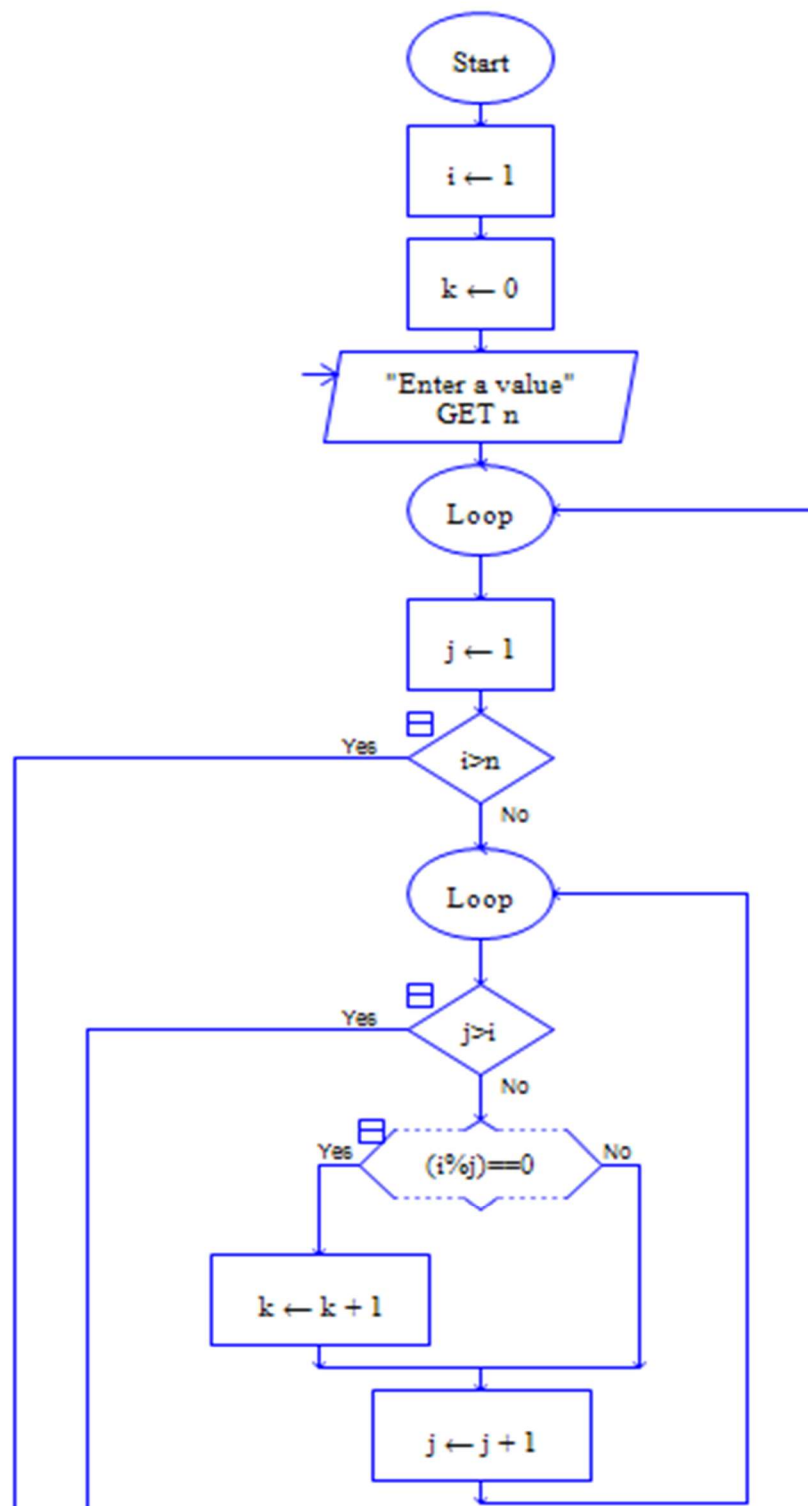 Start
i ← 1
k ← 0
"Enter a value"
GET n
Loop
j ← 1
Yes
i>n
No
Loop
Yes
j>i
No
Yes
(i%j)==0
No
k ← k + 1
j ← j + 1